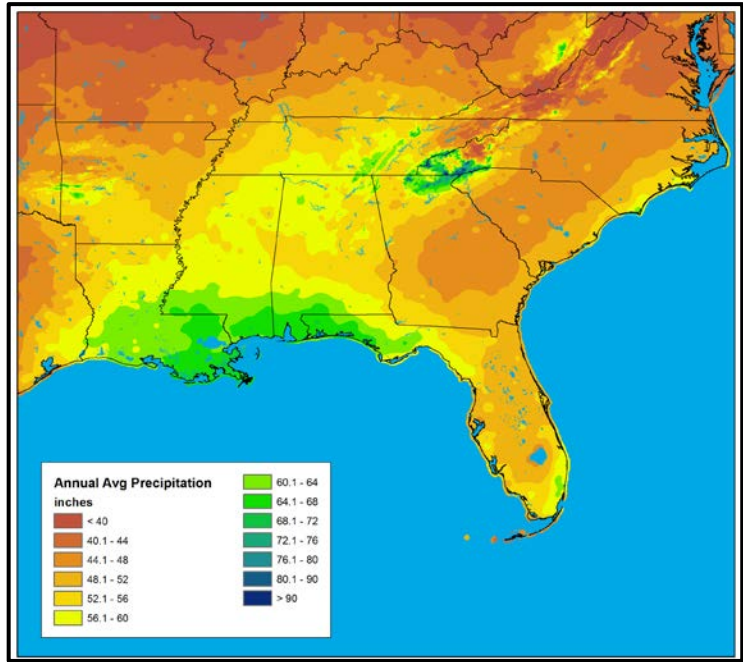 Annual Avg Precipitation
inches
< 40
40.1 - 44
44.1 - 48
48.1 - 52
52.1 - 56
56.1 - 60
60.1 - 64
64.1 - 68
68.1 - 72
72.1 - 76
76.1 - 80
80.1 - 90
> 90